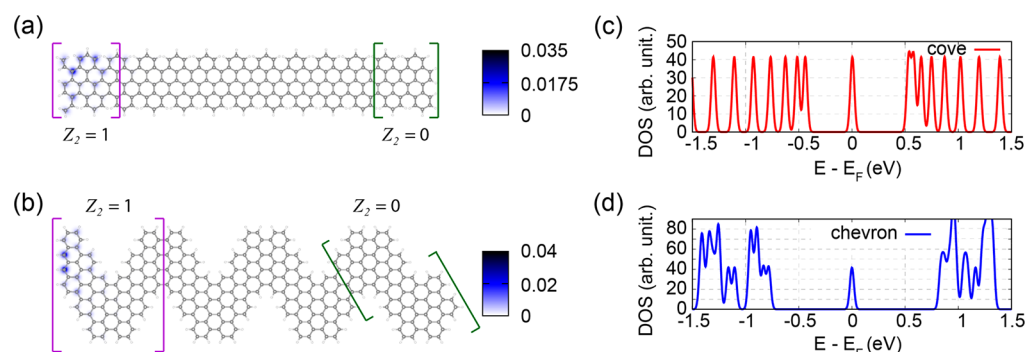 (a)
0.035
0.0175
0
Z₂ = 1
Z₂ = 0
(b)
Z₂ = 1
Z₂ = 0
0.04
0.02
0
(c)
DOS (arb. unit.)
50
40
30
20
10
0
cove
-1.5 -1 -0.5 0 0.5 1 1.5
E - E_F (eV)
(d)
DOS (arb. unit.)
80
60
40
20
0
chevron
-1.5 -1 -0.5 0 0.5 1 1.5
E - E_F (eV)